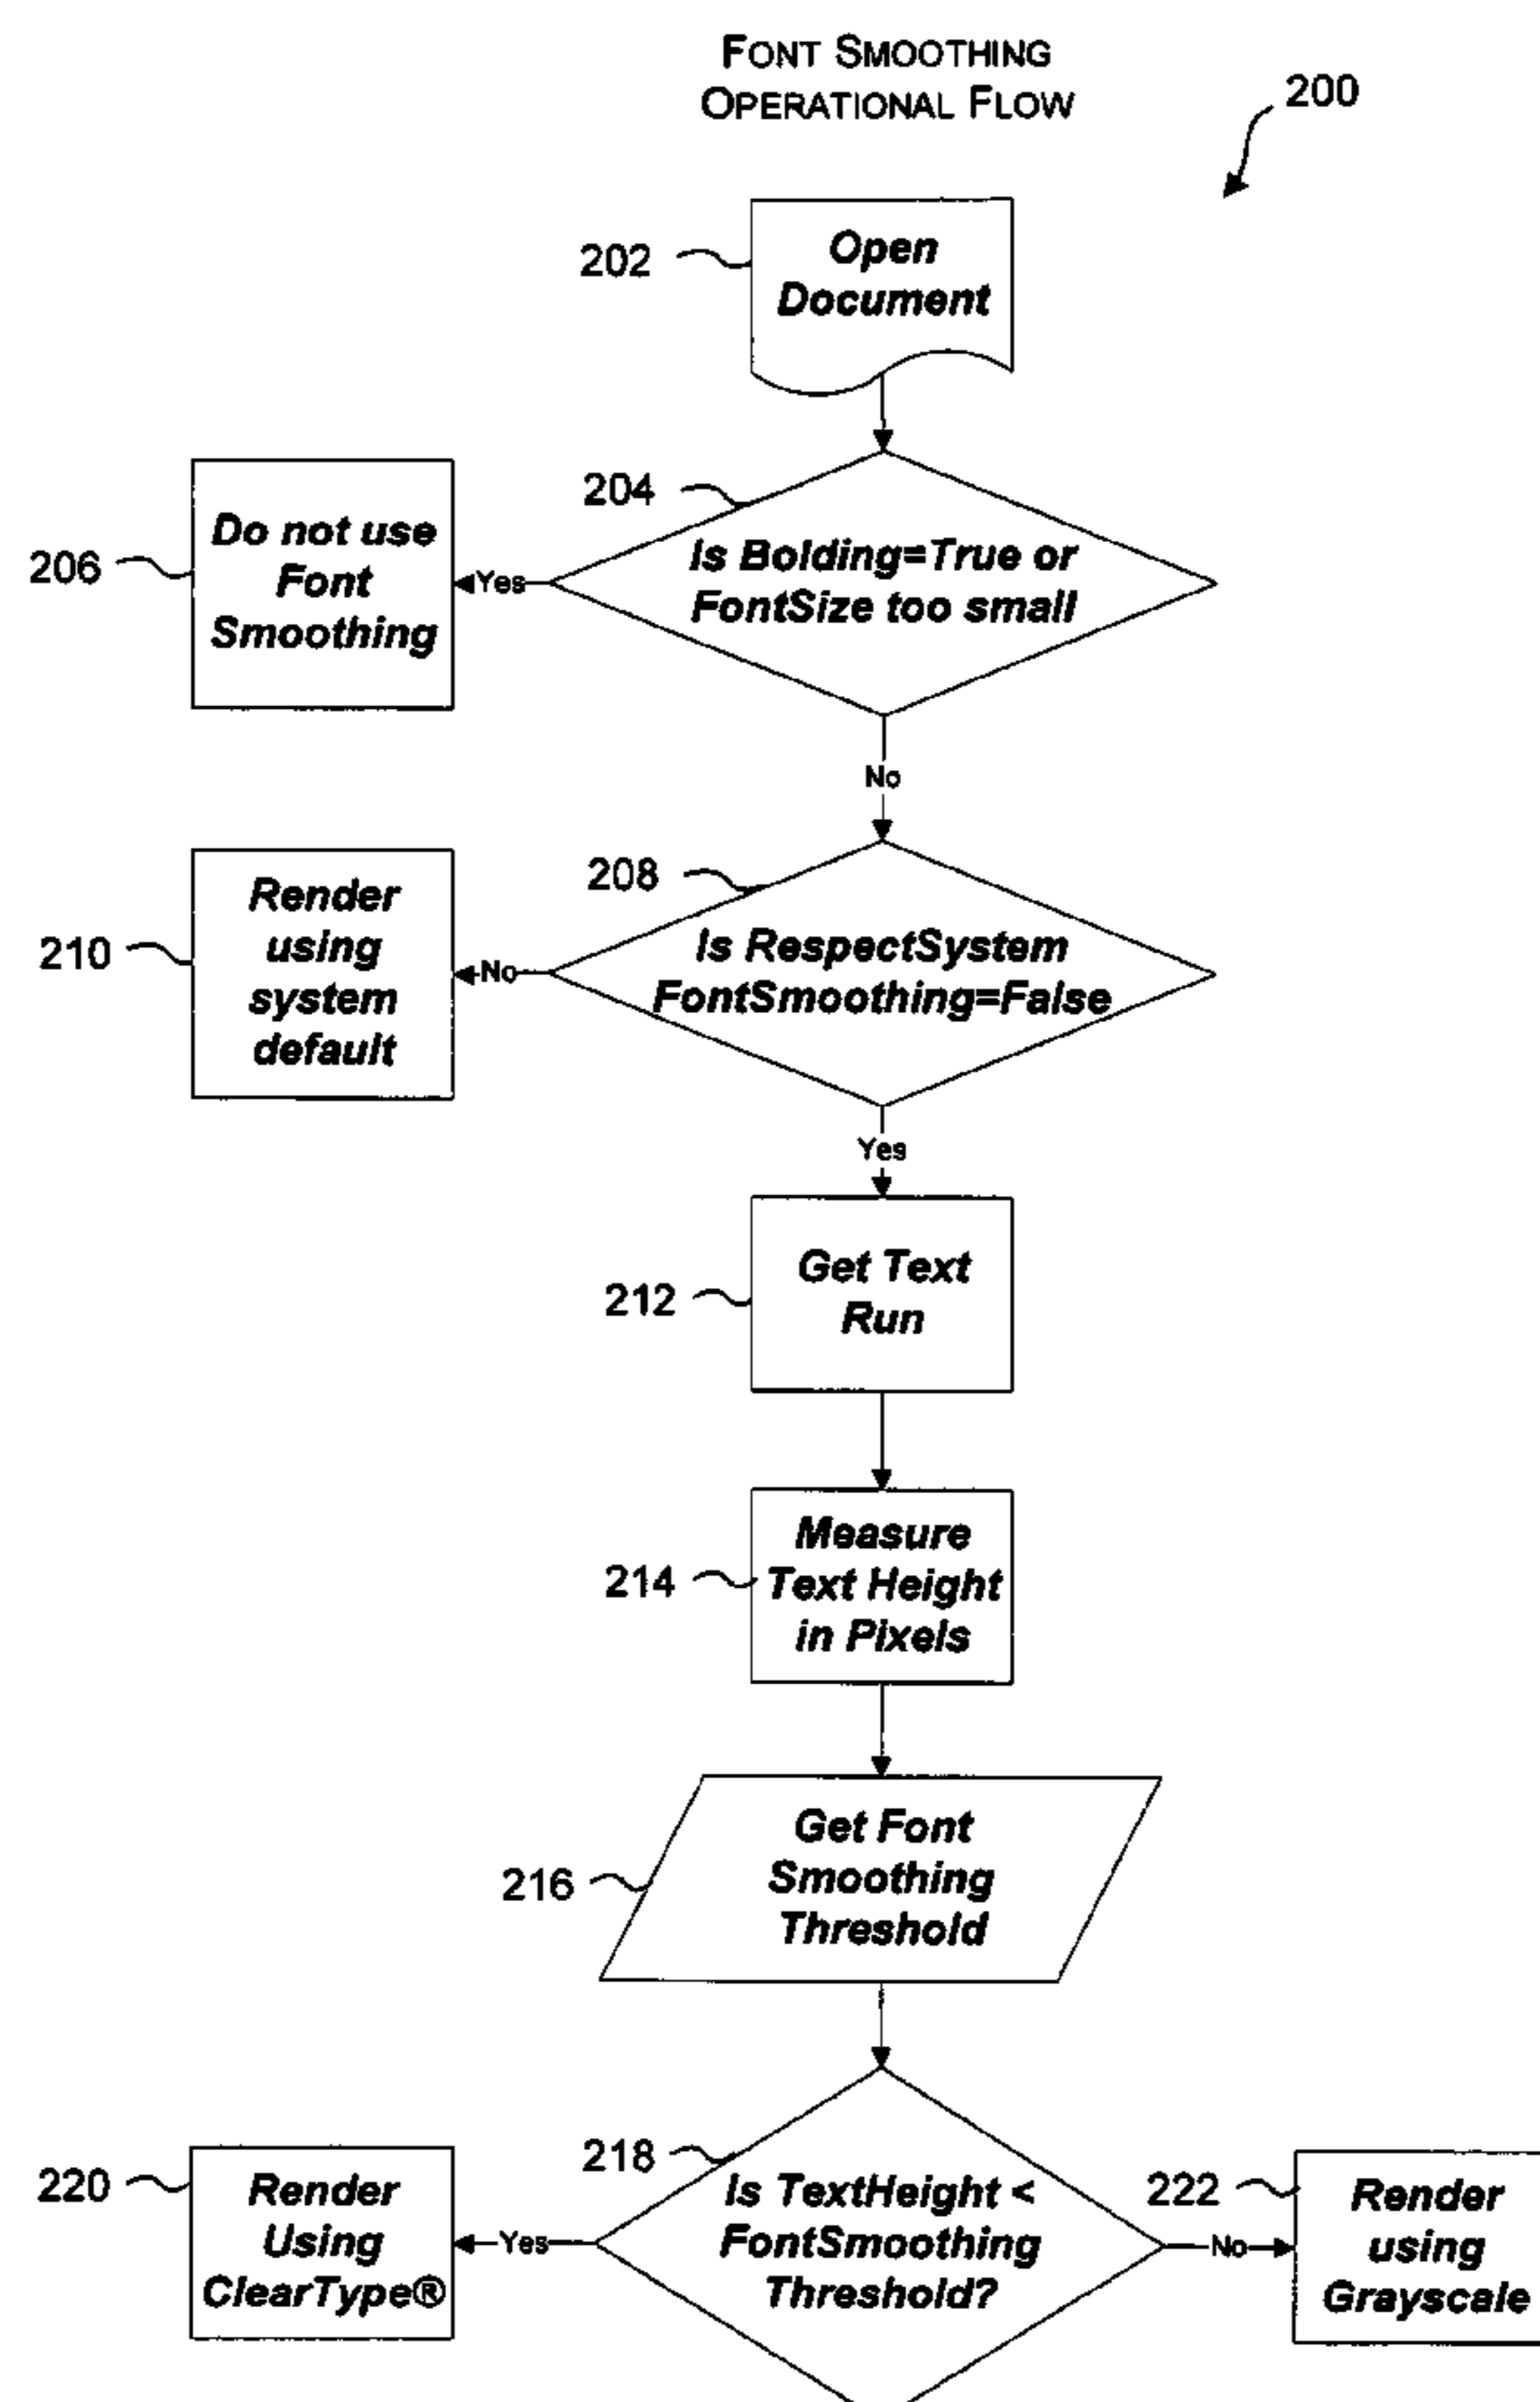 FONT SMOOTHING
OPERATIONAL FLOW
200
202
Open
Document
204
Is Bolding=True or
FontSize too small
206
Do not use
Font
Smoothing
Yes
No
208
Is RespectSystem
FontSmoothing=False
210
Render
using
system
default
No
Yes
212
Get Text
Run
214
Measure
Text Height
in Pixels
216
Get Font
Smoothing
Threshold
218
Is TextHeight <
FontSmoothing
Threshold?
220
Render
Using
ClearType®
Yes
No
222
Render
using
Grayscale